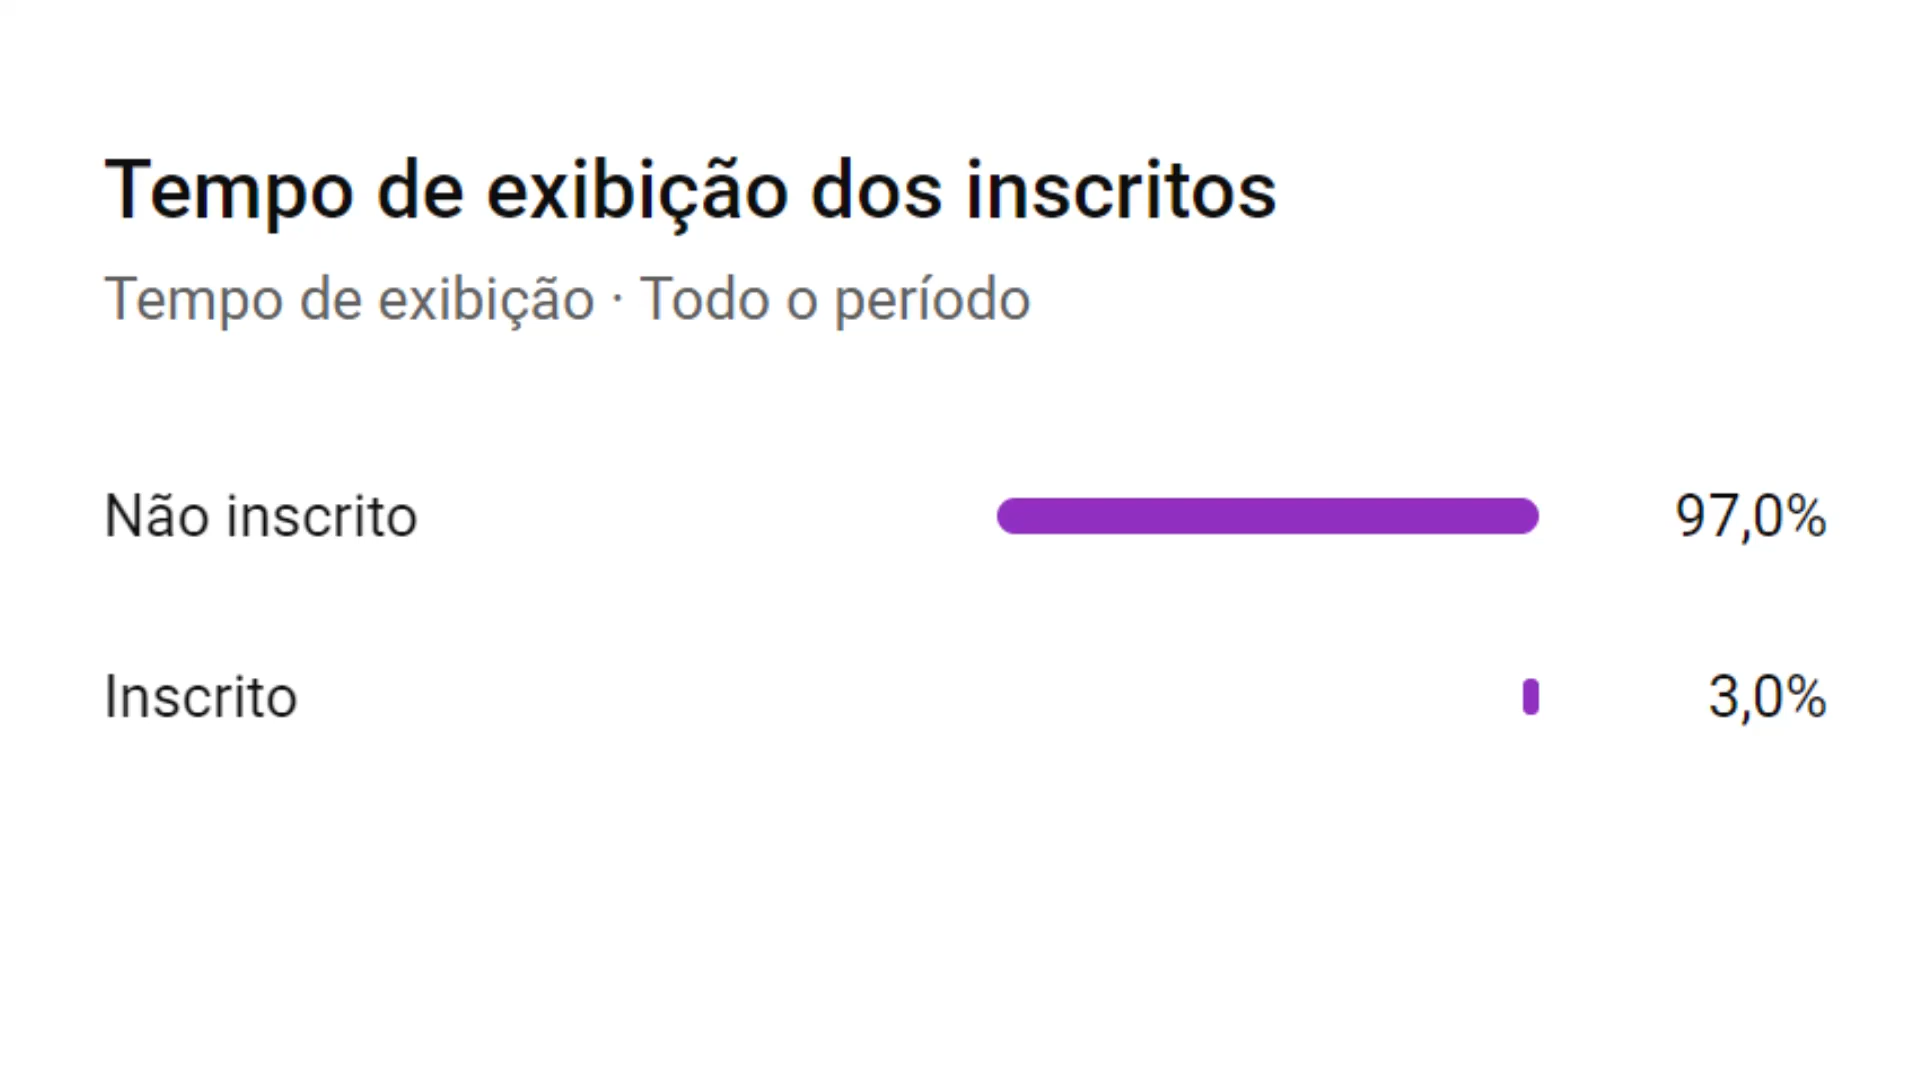 Tempo de exibição dos inscritos
Tempo de exibição · Todo o período
Não inscrito 97,0%
Inscrito 3,0%